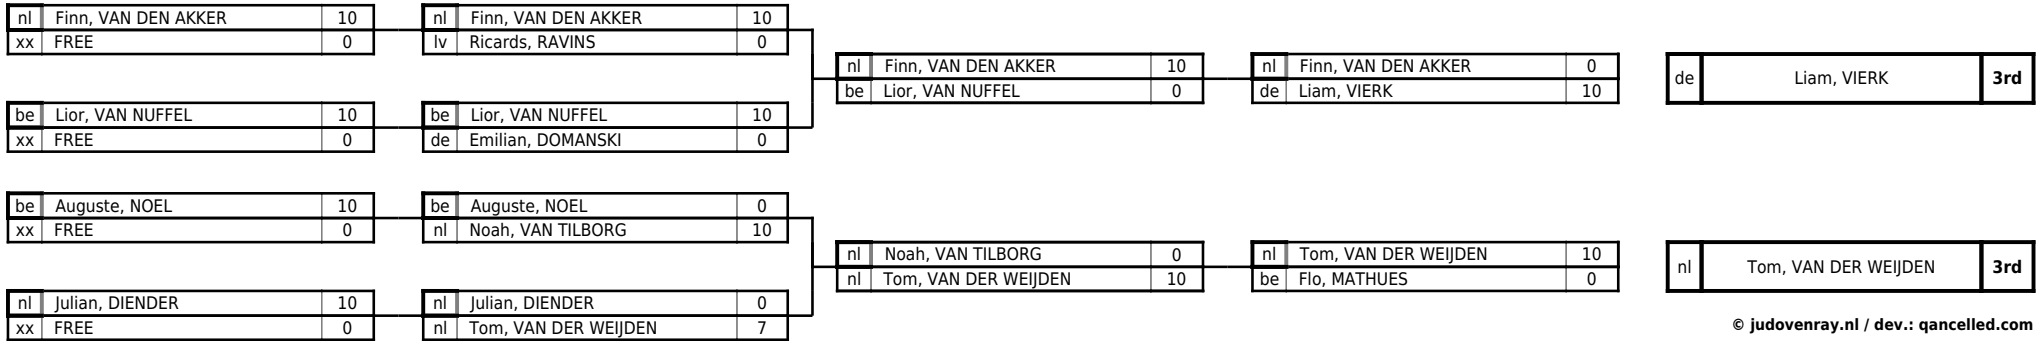 nl Finn, VAN DEN AKKER 10
xx FREE 0
be Lior, VAN NUFFEL 10
xx FREE 0
be Auguste, NOEL 10
xx FREE 0
nl Julian, DIENDER 10
xx FREE 0
nl Finn, VAN DEN AKKER 10
lv Ricards, RAVINS 0
be Lior, VAN NUFFEL 10
de Emilian, DOMANSKI 0
be Auguste, NOEL 0
nl Noah, VAN TILBORG 10
nl Julian, DIENDER 0
nl Tom, VAN DER WEIJDEN 7
nl Finn, VAN DEN AKKER 10
be Lior, VAN NUFFEL 0
nl Noah, VAN TILBORG 0
nl Tom, VAN DER WEIJDEN 10
nl Finn, VAN DEN AKKER 0
de Liam, VIERK 10
nl Tom, VAN DER WEIJDEN 10
be Flo, MATHUES 0
de Liam, VIERK 3rd
nl Tom, VAN DER WEIJDEN 3rd
© judovenray.nl / dev.: qancelled.com